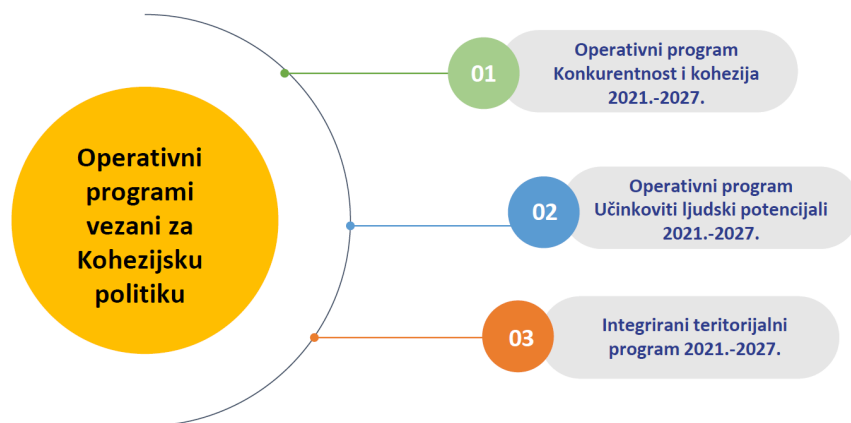 Operativni
programi
vezani za
Kohezijsku
politiku
01
Operativni program
Konkurentnost i kohezija
2021.-2027.
02
Operativni program
Učinkoviti ljudski potencijali
2021.-2027.
03
Integrirani teritorijalni
program 2021.-2027.